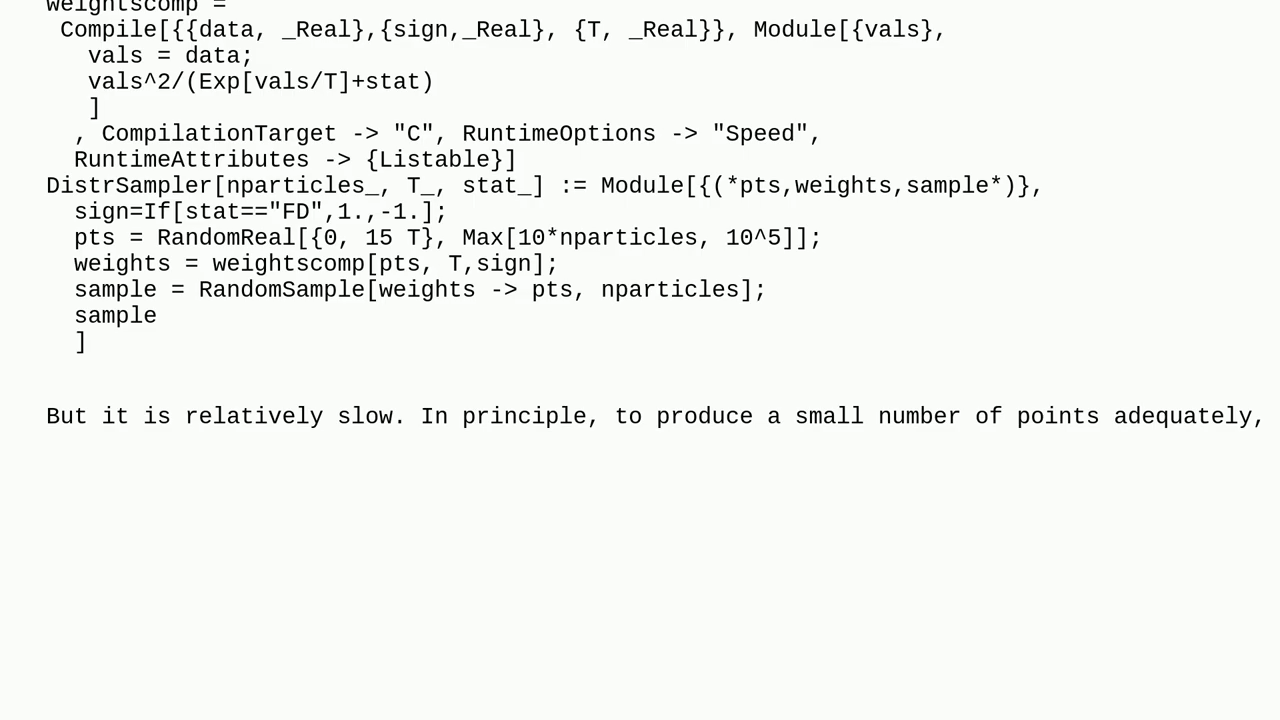 weightscomp =
Compile[{{data, _Real},{sign,_Real}, {T, _Real}}, Module[{vals},
vals = data;
vals^2/(Exp[vals/T]+stat)
]
, CompilationTarget -> "C", RuntimeOptions -> "Speed",
RuntimeAttributes -> {Listable}]
DistrSampler[nparticles_, T_, stat_] := Module[{(*pts,weights,sample*)},
sign=If[stat=="FD",1.,-1.];
pts = RandomReal[{0, 15 T}, Max[10*nparticles, 10^5]];
weights = weightscomp[pts, T,sign];
sample = RandomSample[weights -> pts, nparticles];
sample
]
But it is relatively slow. In principle, to produce a small number of points adequately,